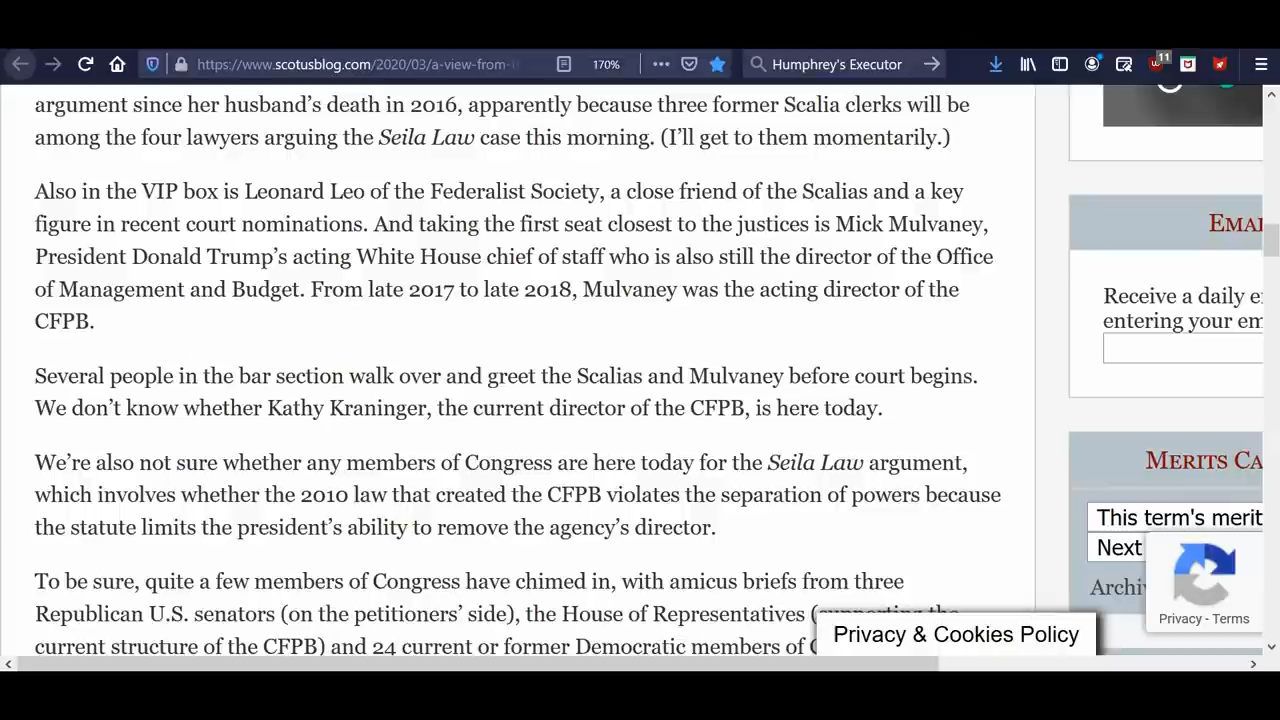 https://www.scotusblog.com/2020/03/a-view-from-t
170%
Humphrey's Executor
11
argument since her husband's death in 2016, apparently because three former Scalia clerks will be
among the four lawyers arguing the Seila Law case this morning. (I'll get to them momentarily.)
Also in the VIP box is Leonard Leo of the Federalist Society, a close friend of the Scalias and a key
figure in recent court nominations. And taking the first seat closest to the justices is Mick Mulvaney,
President Donald Trump's acting White House chief of staff who is also still the director of the Office
of Management and Budget. From late 2017 to late 2018, Mulvaney was the acting director of the
CFPB.
Several people in the bar section walk over and greet the Scalias and Mulvaney before court begins.
We don't know whether Kathy Kraninger, the current director of the CFPB, is here today.
We're also not sure whether any members of Congress are here today for the Seila Law argument,
which involves whether the 2010 law that created the CFPB violates the separation of powers because
the statute limits the president's ability to remove the agency's director.
To be sure, quite a few members of Congress have chimed in, with amicus briefs from three
Republican U.S. senators (on the petitioners' side), the House of Representatives (supporting the
current structure of the CFPB) and 24 current or former Democratic members of
Privacy & Cookies Policy
Receive a daily
entering your
MERITS
This term's merit
Next
Privacy - Terms